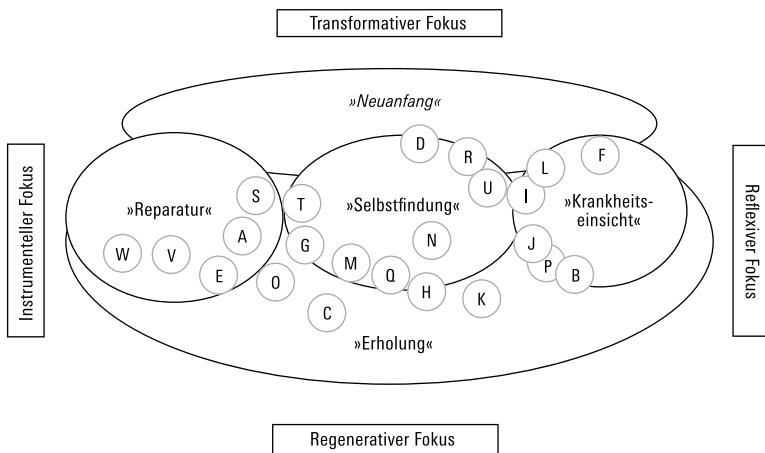 Transformativer Fokus
»Neuanfang«
D
R
L
F
U
I
S
T
»Reparatur«
»Selbstfindung«
»Krankheits-
einsicht«
Instrumenteller Fokus
Reflexiver Fokus
A
G
N
J
W
V
E
O
M
Q
H
K
P
B
C
»Erholung«
Regenerativer Fokus